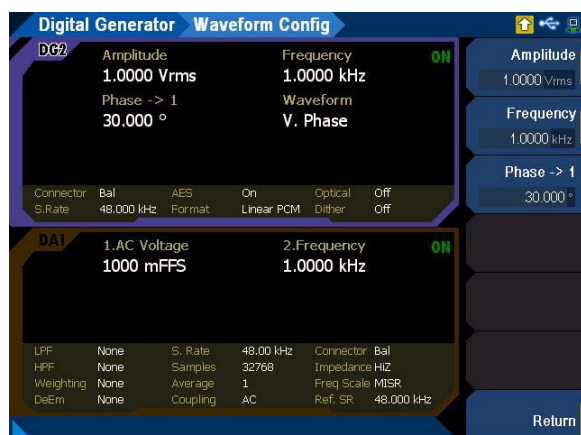 Digital Generator Waveform Config
DG2
Amplitude Frequency ON
1.0000 Vrms 1.0000 kHz
Phase -> 1 Waveform
30.000 ° V. Phase
Connector Bal AES On Optical Off
S.Rate 48.000 kHz Format Linear PCM Dither Off
DA1
1.AC Voltage 2.Frequency ON
1000 mFFS 1.0000 kHz
LPF None S. Rate 48.00 kHz Connector Bal
HPF None Samples 32768 Impedance HiZ
Weighting None Average 1 Freq Scale MISR
DeEm None Coupling AC Ref. SR 48.000 kHz
Amplitude
1.0000 Vrms
Frequency
1.0000 kHz
Phase -> 1
30.000 °
Return